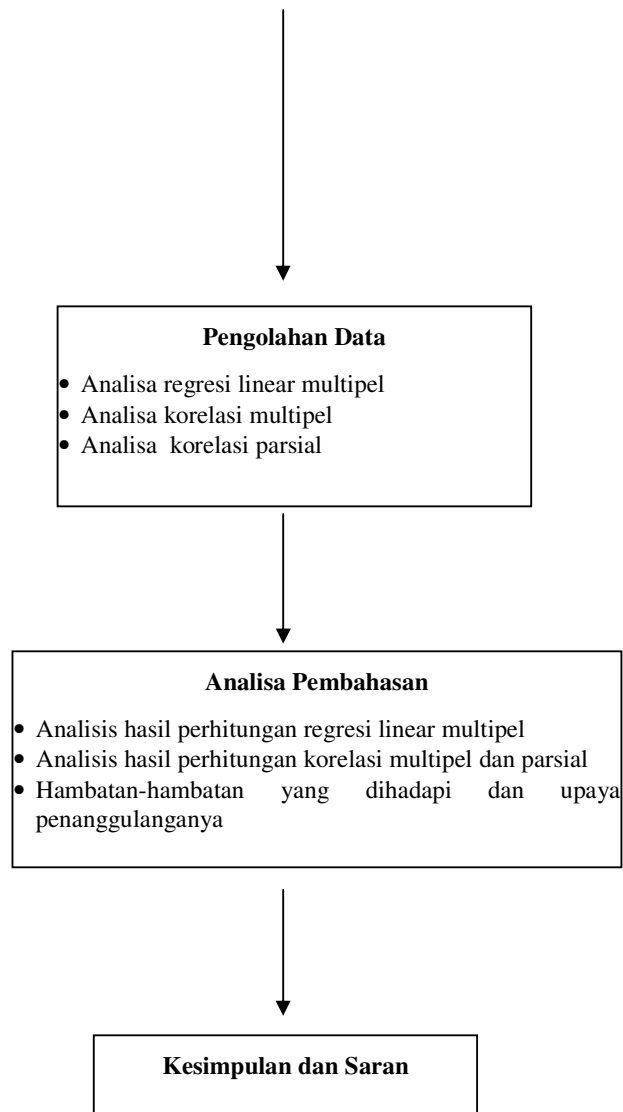 Pengolahan Data
• Analisa regresi linear multipel
• Analisa korelasi multipel
• Analisa korelasi parsial
Analisa Pembahasan
• Analisis hasil perhitungan regresi linear multipel
• Analisis hasil perhitungan korelasi multipel dan parsial
• Hambatan-hambatan yang dihadapi dan upaya
penanggulanganya
Kesimpulan dan Saran